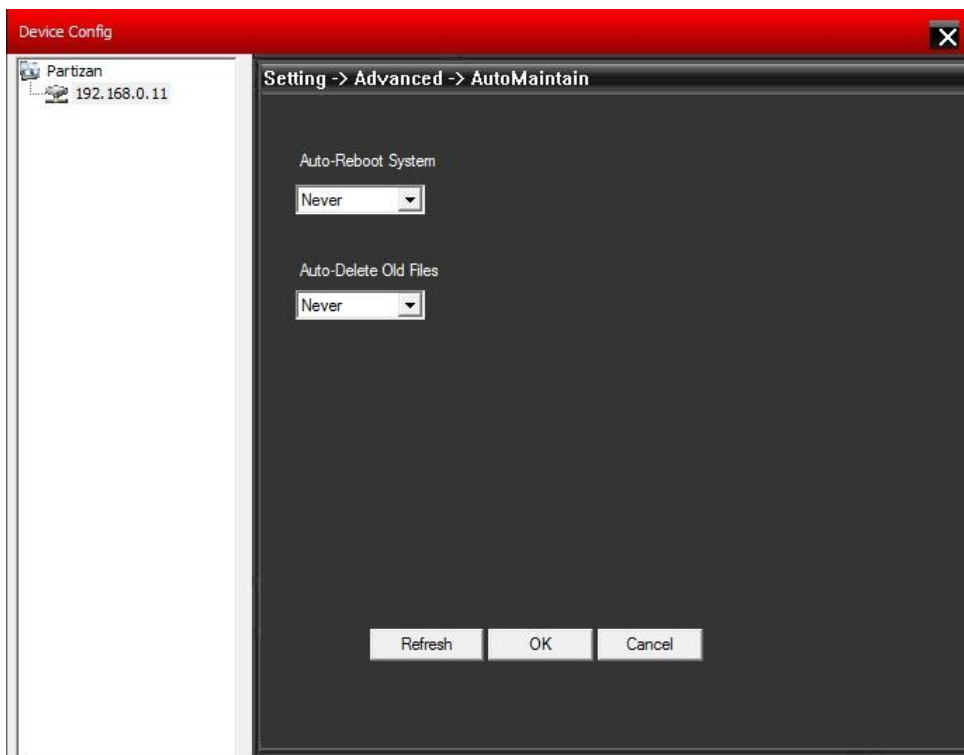 Device Config
Partizan
192.168.0.11
Setting -> Advanced -> AutoMaintain
Auto-Reboot System
Never
Auto-Delete Old Files
Never
Refresh OK Cancel